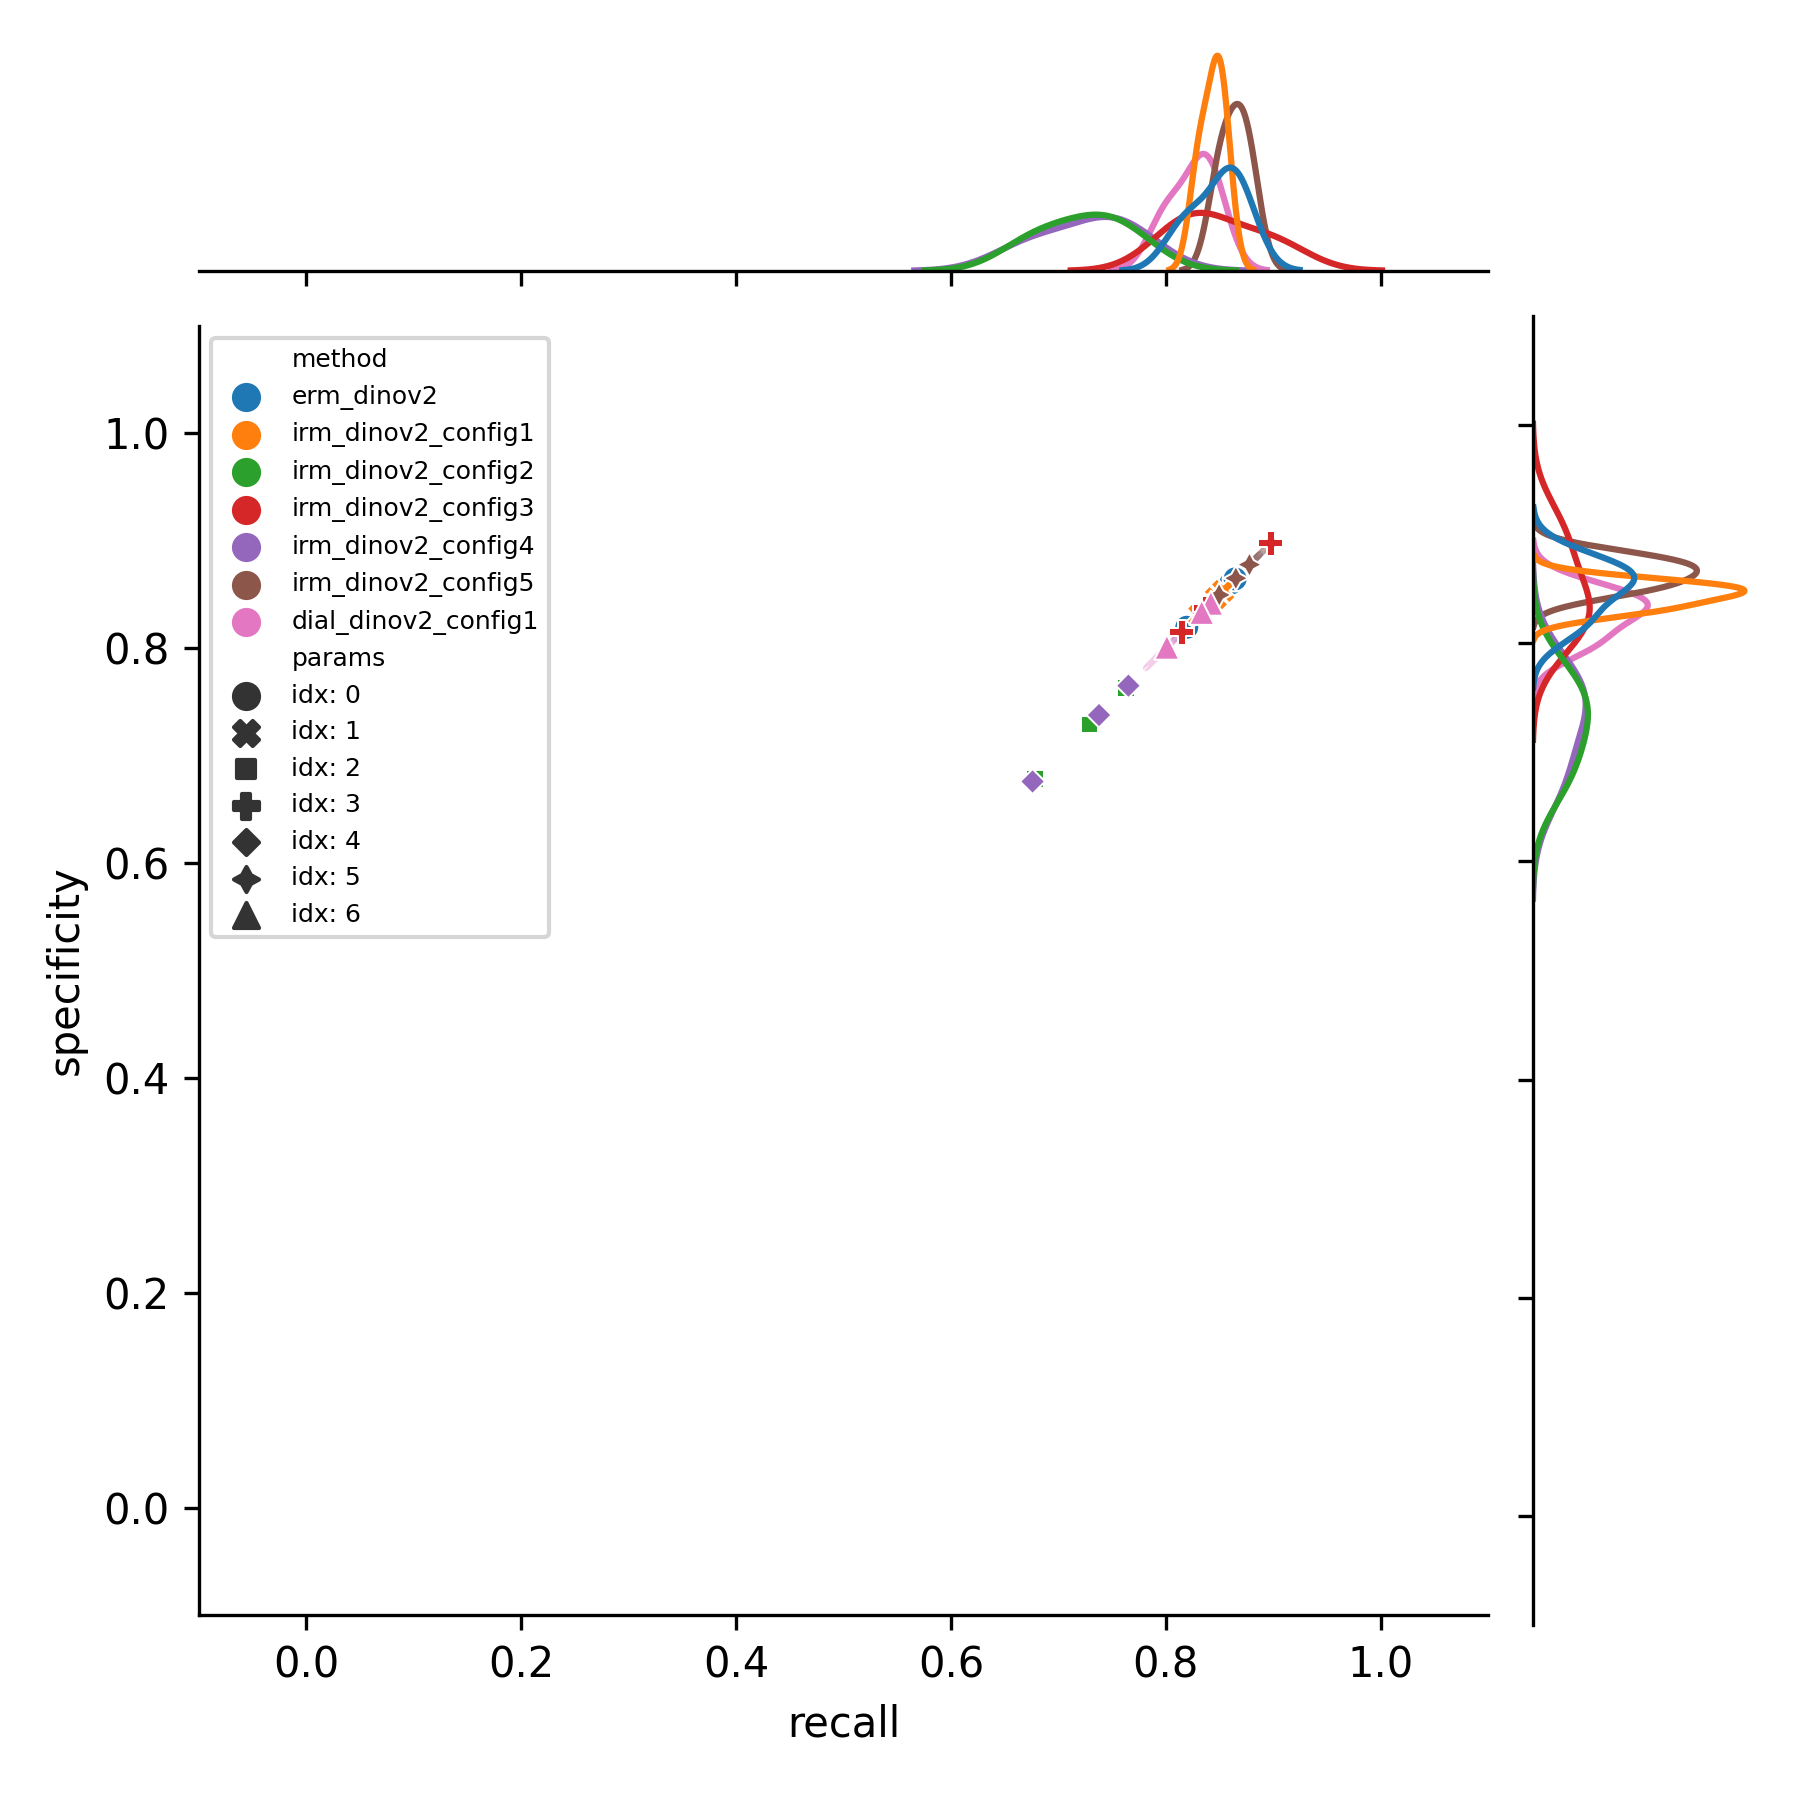 method
erm_dinov2
irm_dinov2_config1
irm_dinov2_config2
irm_dinov2_config3
irm_dinov2_config4
irm_dinov2_config5
dial_dinov2_config1
params
idx: 0
idx: 1
idx: 2
idx: 3
idx: 4
idx: 5
idx: 6
specificity
1.0
0.8
0.6
0.4
0.2
0.0
0.0 0.2 0.4 0.6 0.8 1.0
recall